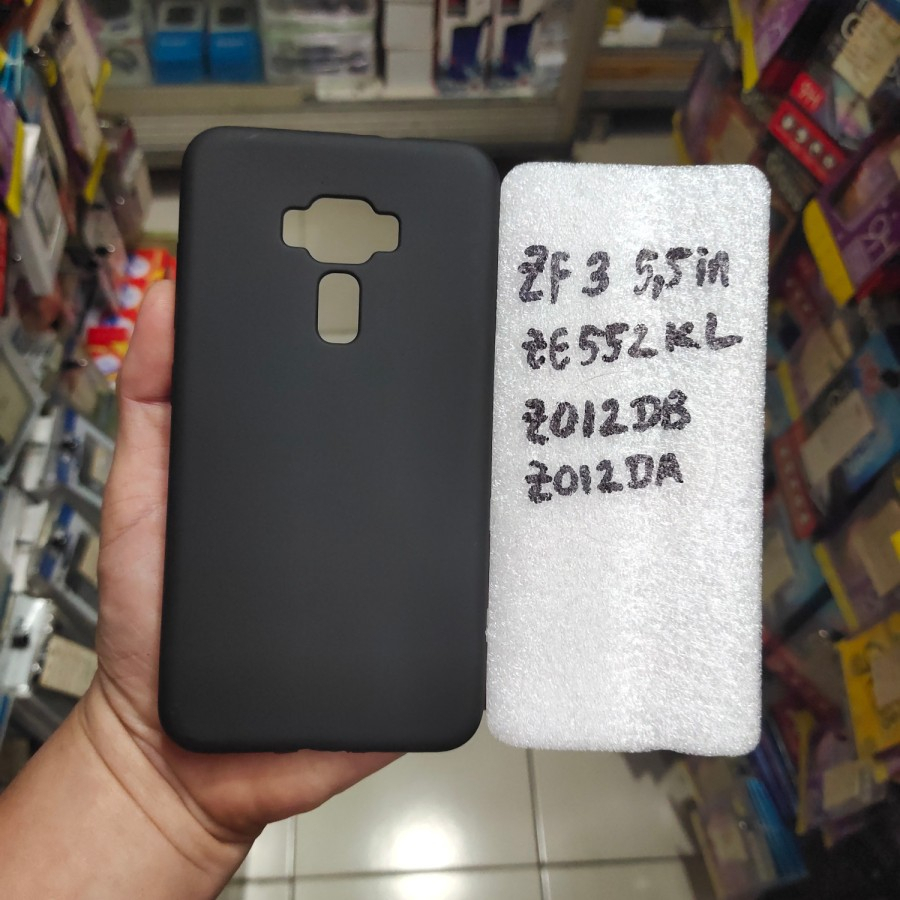 ZF 3 5,5in
ZE552KL
Z012DB
Z012DA